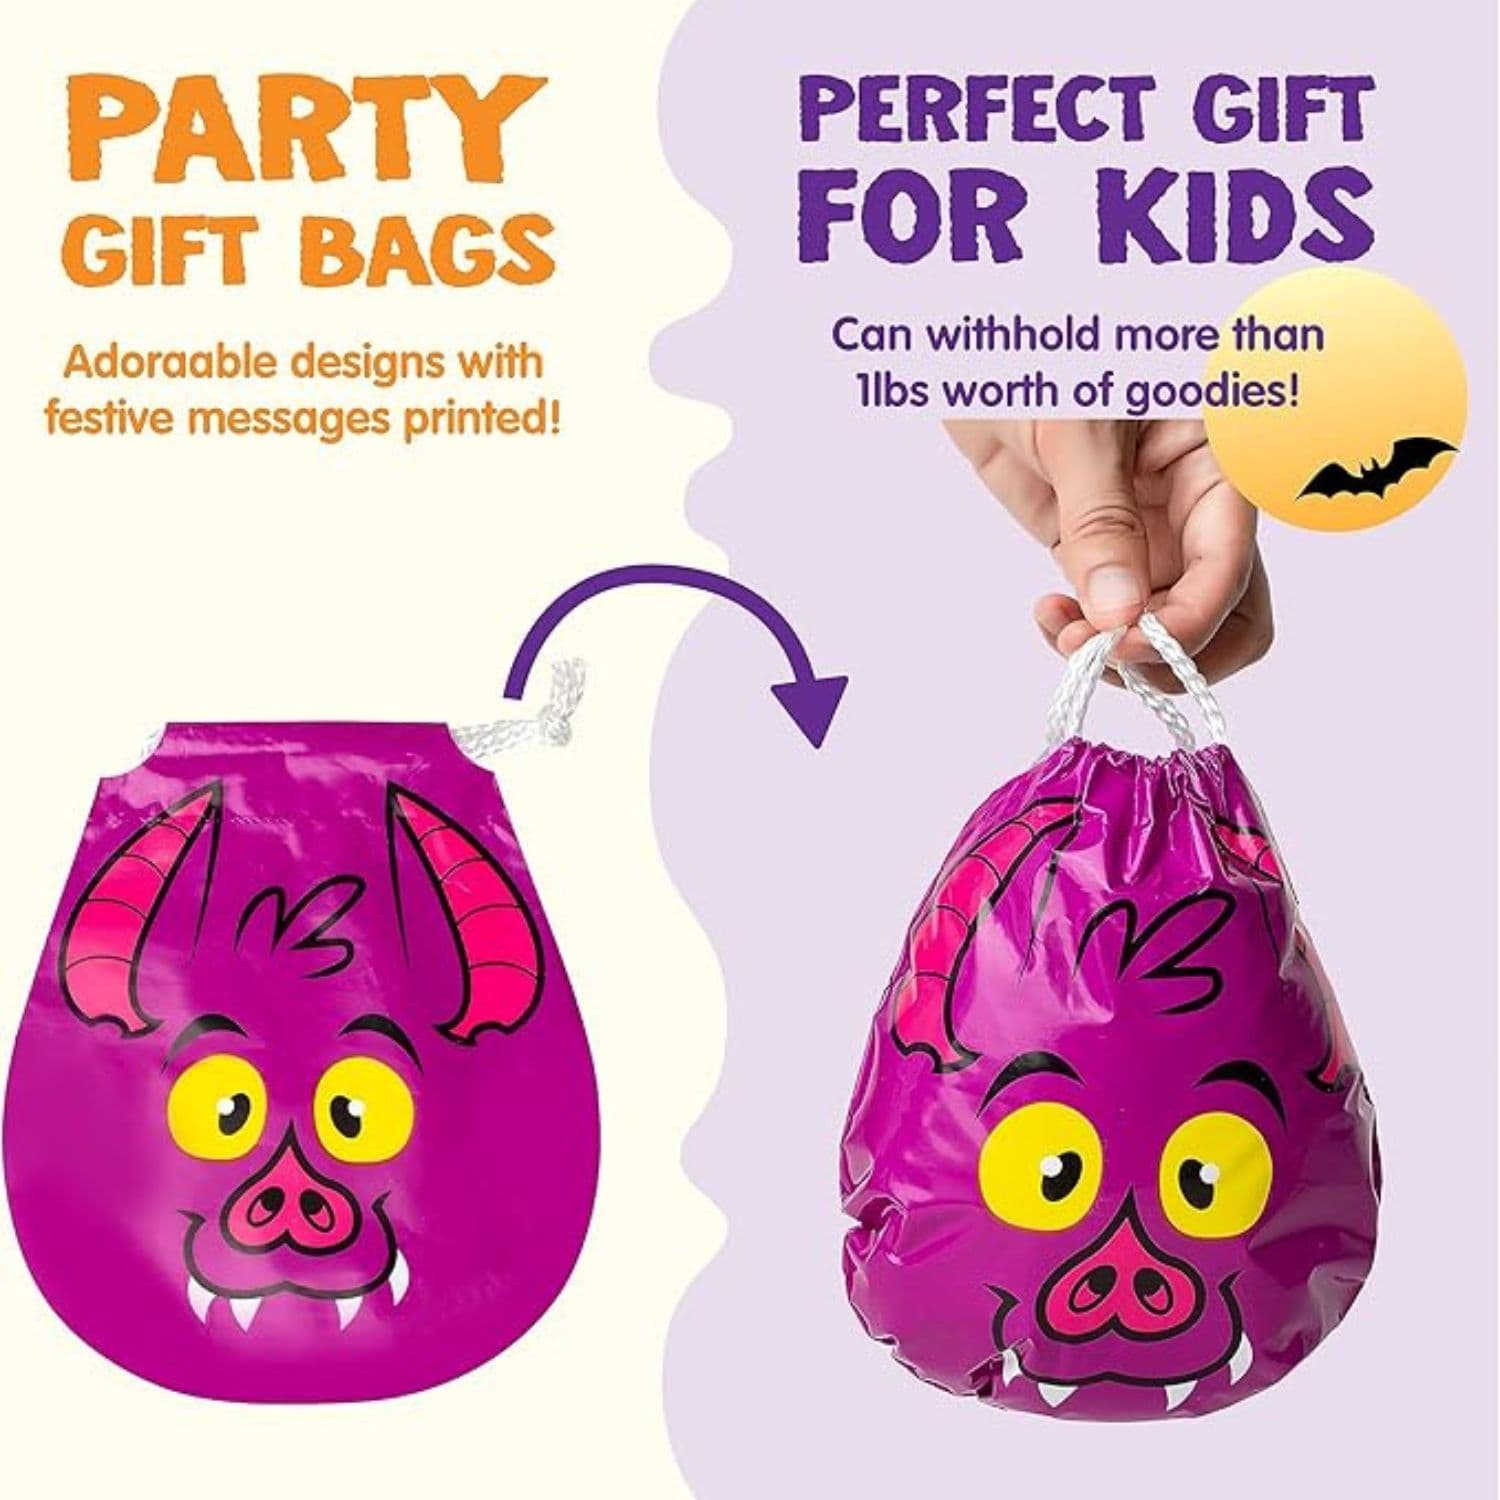 PARTY
GIFT BAGS
Adoraable designs with
festive messages printed!
PERFECT GIFT
FOR KIDS
Can withhold more than
1lbs worth of goodies!